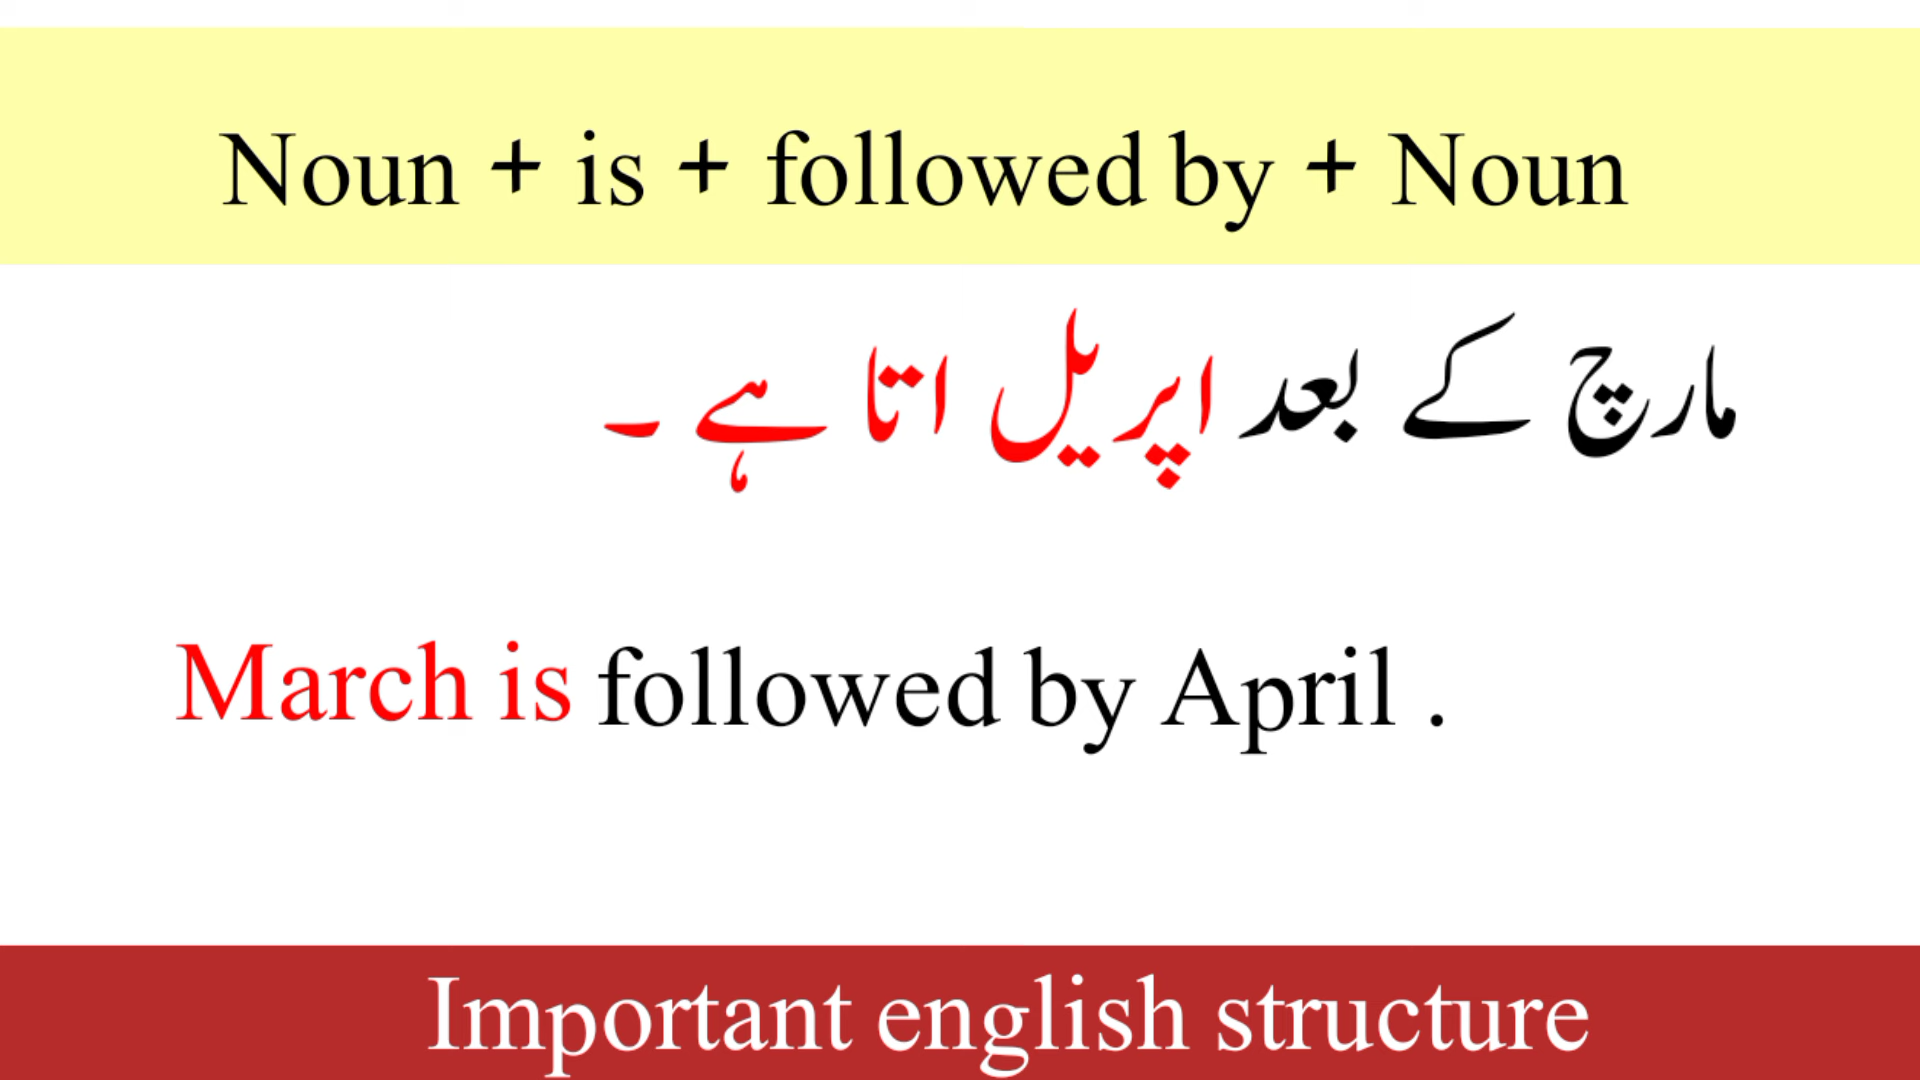 Noun + is + followed by + Noun
مارچ کے بعد اپریل اتا ہے ۔
March is followed by April .
Important english structure